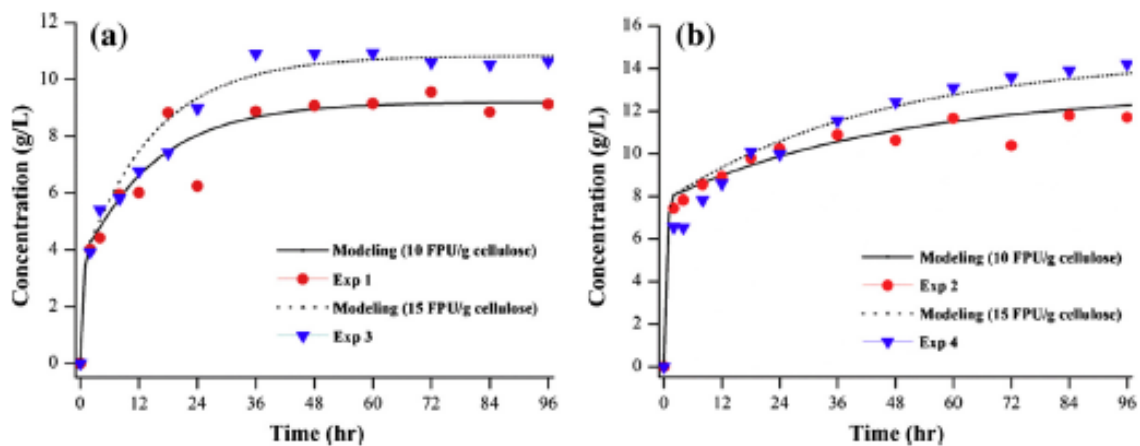 (a)
Concentration (g/L)
14
12
10
8
6
4
2
0
Modeling (10 FPU/g cellulose)
Exp 1
Modeling (15 FPU/g cellulose)
Exp 3
0 12 24 36 48 60 72 84 96
Time (hr)
(b)
Concentration (g/L)
16
14
12
10
8
6
4
2
0
Modeling (10 FPU/g cellulose)
Exp 2
Modeling (15 FPU/g cellulose)
Exp 4
0 12 24 36 48 60 72 84 96
Time (hr)